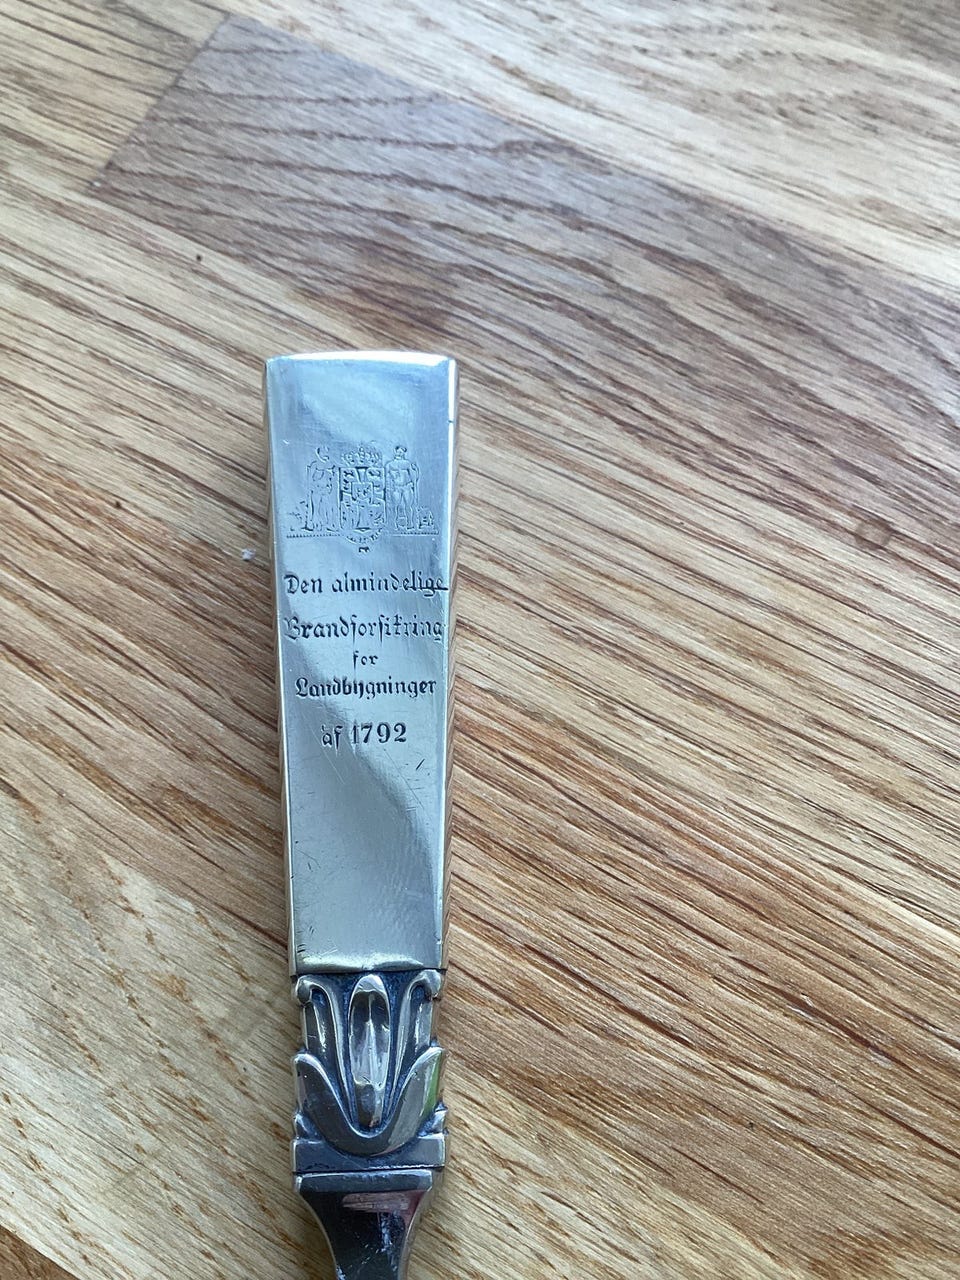 Den almindelige
Brandforsikring
for
Landbygninger
af 1792